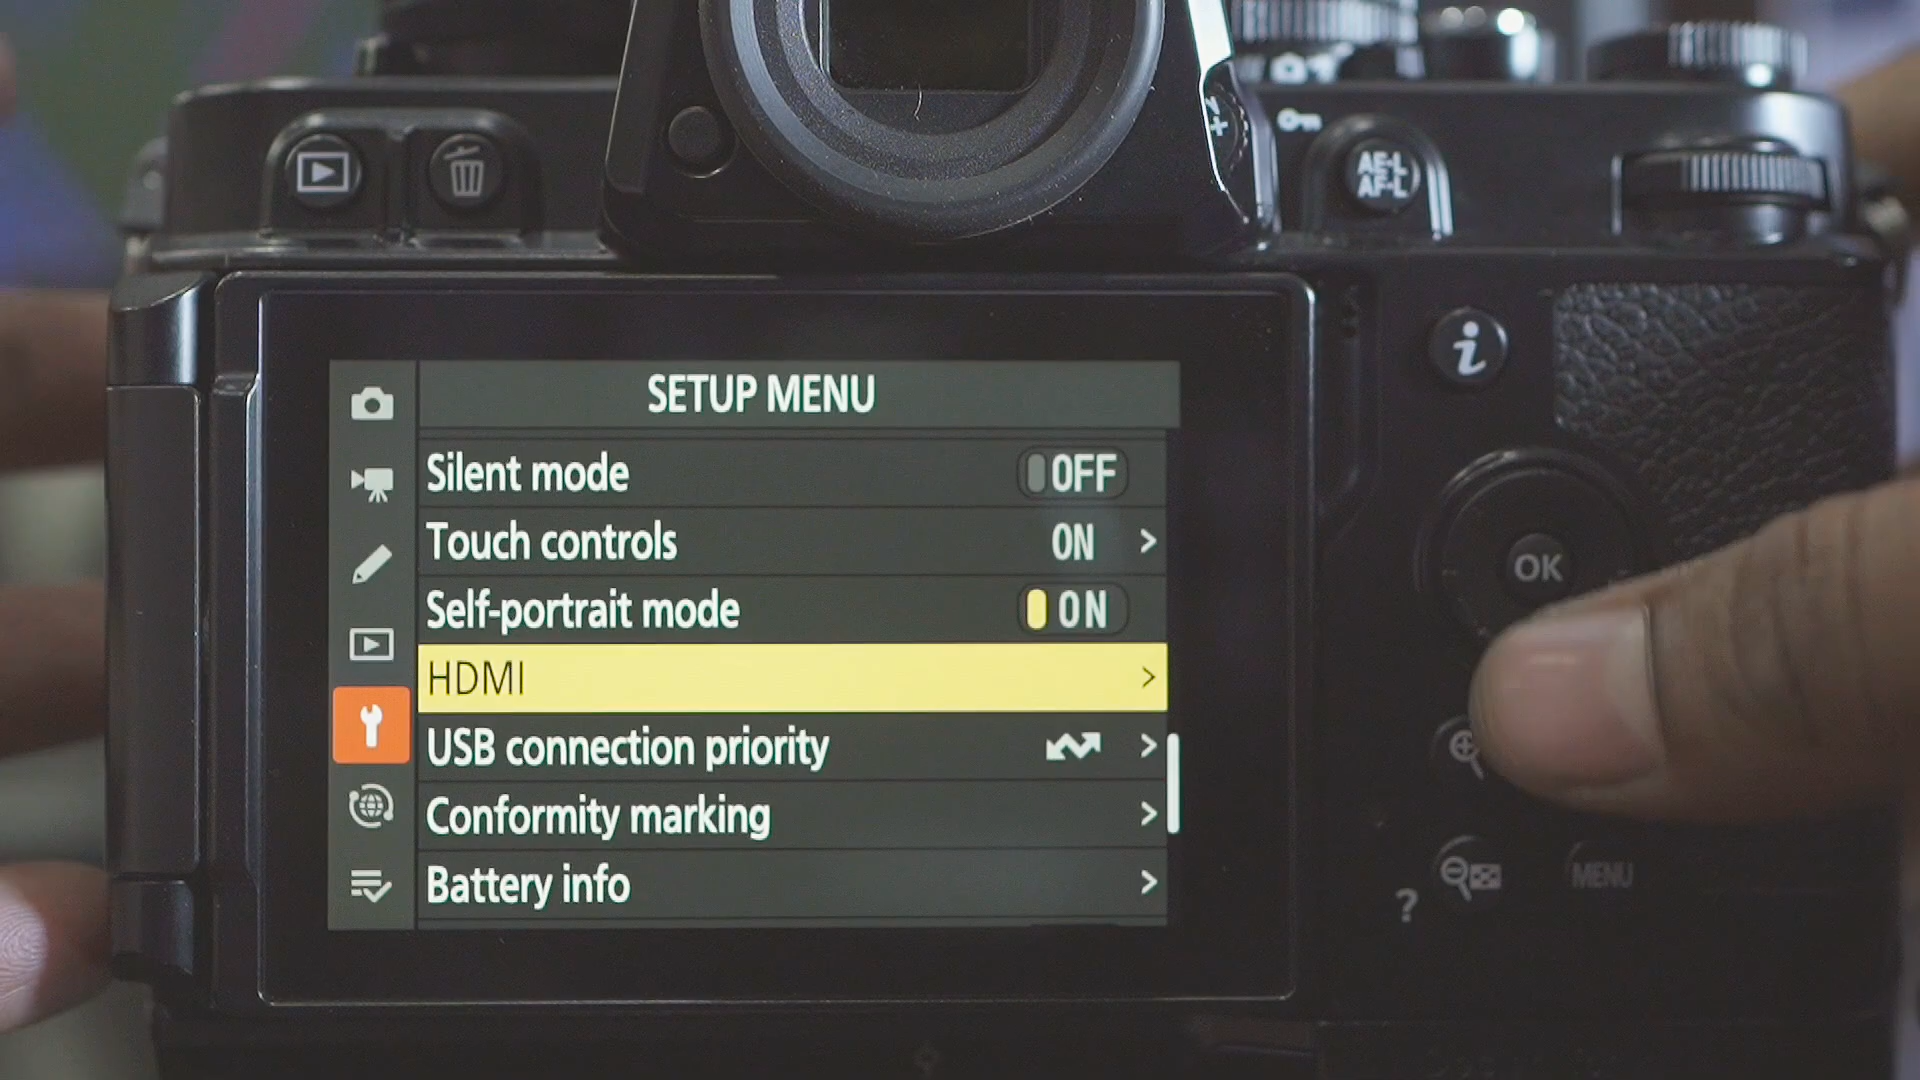 AE-L
AF-L
i
SETUP MENU
Silent mode OFF
Touch controls ON >
Self-portrait mode ON
HDMI >
USB connection priority >
Conformity marking >
Battery info >
OK
?
MENU